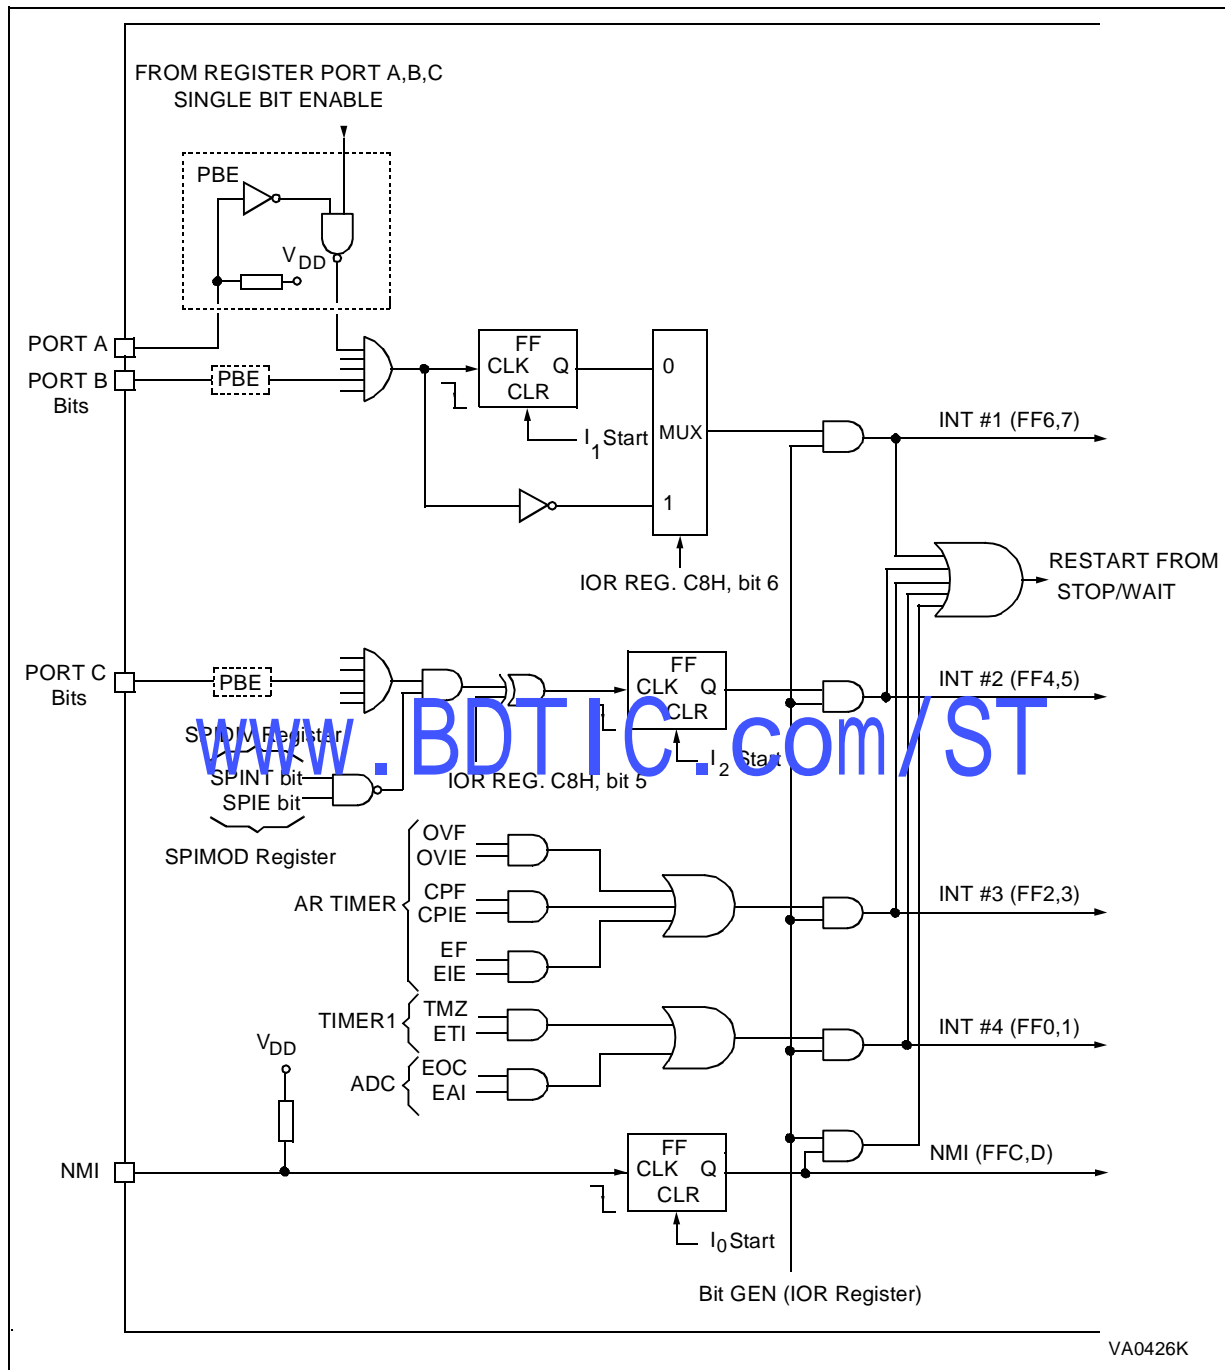 FROM REGISTER PORT A,B,C
SINGLE BIT ENABLE
PBE
VDD
PORT A
PORT B
Bits
PBE
FF
CLK Q
CLR
I1 Start
0
MUX
1
IOR REG. C8H, bit 6
INT #1 (FF6,7)
RESTART FROM
STOP/WAIT
PORT C
Bits
PBE
FF
CLK Q
CLR
I2 Start
INT #2 (FF4,5)
SPIDIV Register
SPINT bit
SPIE bit
SPIMOD Register
IOR REG. C8H, bit 5
www.BDTIC.com/ST
AR TIMER
OVF
OVIE
CPF
CPIE
EF
EIE
INT #3 (FF2,3)
TIMER1
TMZ
ETI
INT #4 (FF0,1)
ADC
EOC
EAI
VDD
NMI
FF
CLK Q
CLR
I0 Start
NMI (FFC,D)
Bit GEN (IOR Register)
VA0426K